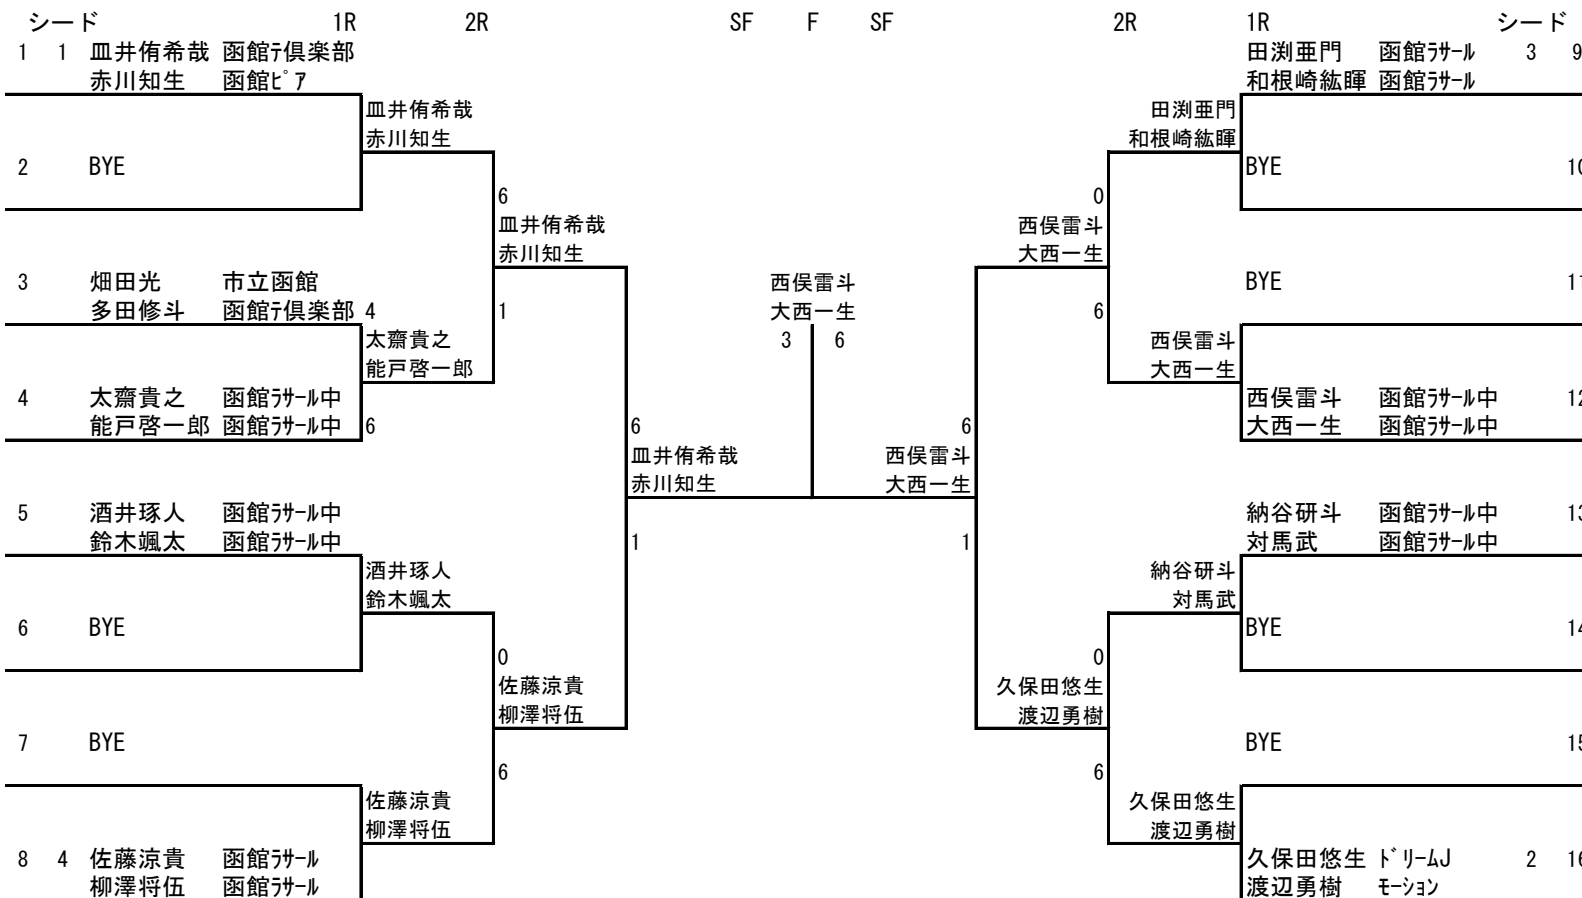 シード 1R 2R SF F SF 2R 1R シード
1 1 皿井侑希哉 函館ﾃ倶楽部
赤川知生 函館ﾋﾟｱ
皿井侑希哉
赤川知生
2 BYE
6
皿井侑希哉
赤川知生
3 畑田光 市立函館
多田修斗 函館ﾃ倶楽部 4
1
太齋貴之
能戸啓一郎
4 太齋貴之 函館ﾗｻｰﾙ中
能戸啓一郎 函館ﾗｻｰﾙ中 6
6
皿井侑希哉
赤川知生
5 酒井琢人 函館ﾗｻｰﾙ中
鈴木颯太 函館ﾗｻｰﾙ中
1
酒井琢人
鈴木颯太
6 BYE
0
佐藤涼貴
柳澤将伍
7 BYE
6
佐藤涼貴
柳澤将伍
8 4 佐藤涼貴 函館ﾗｻｰﾙ
柳澤将伍 函館ﾗｻｰﾙ
西俣雷斗
大西一生
3 6
田渕亜門 函館ﾗｻｰﾙ 3 9
和根崎紘暉 函館ﾗｻｰﾙ
田渕亜門
和根崎紘暉
BYE 10
0
西俣雷斗
大西一生
BYE 11
6
西俣雷斗
大西一生
西俣雷斗 函館ﾗｻｰﾙ中 12
大西一生 函館ﾗｻｰﾙ中
6
西俣雷斗
大西一生
納谷研斗 函館ﾗｻｰﾙ中 13
対馬武 函館ﾗｻｰﾙ中
1
納谷研斗
対馬武
BYE 14
0
久保田悠生
渡辺勇樹
BYE 15
6
久保田悠生
渡辺勇樹
久保田悠生 ﾄﾞﾘｰﾑJ 2 16
渡辺勇樹 ﾓｰｼｮﾝ